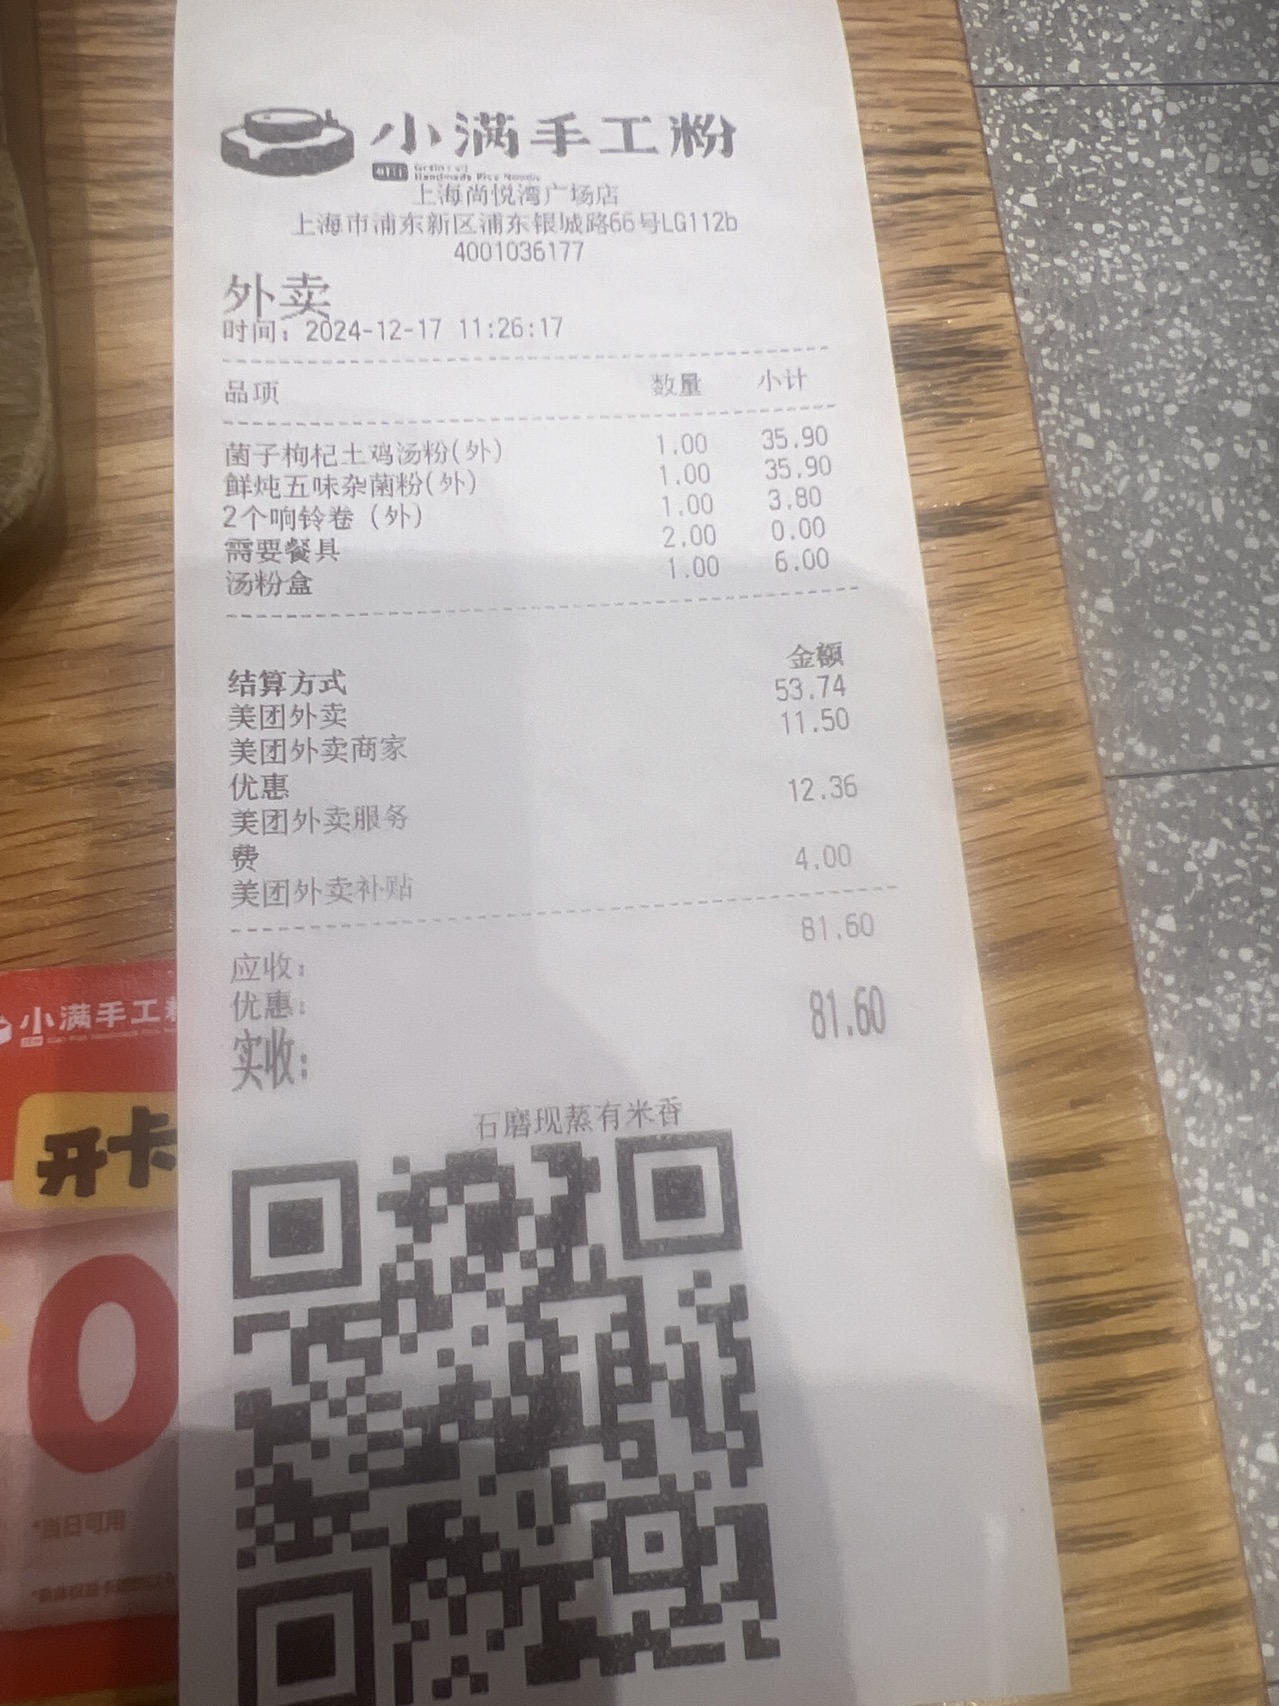 小满手工粉
Handmade Rice Noodle
上海尚悦湾广场店
上海市浦东新区浦东银城路66号LG112b
4001036177
外卖
时间：2024-12-17 11:26:17
品项 数量 小计
菌子枸杞土鸡汤粉(外) 1.00 35.90
鲜炖五味杂菌粉(外) 1.00 35.90
2个响铃卷（外） 1.00 3.80
需要餐具 2.00 0.00
汤粉盒 1.00 6.00
结算方式 金额
美团外卖 53.74
美团外卖商家 11.50
优惠
美团外卖服务 12.36
费
美团外卖补贴 4.00
应收： 81.60
优惠：
实收： 81.60
石磨现蒸有米香
小满手工
开卡
0
*当日可用